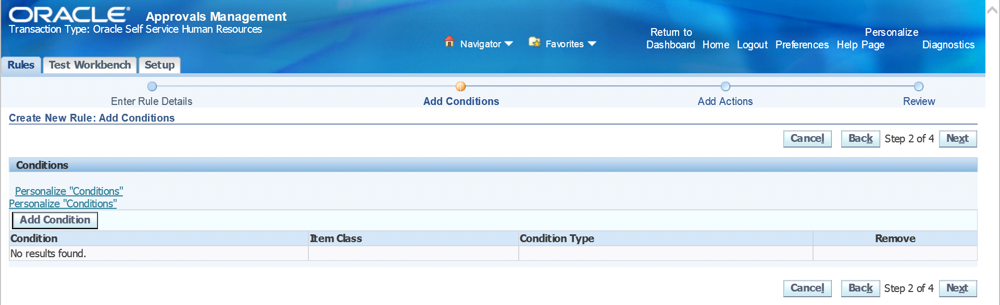 ORACLE® Approvals Management
Transaction Type: Oracle Self Service Human Resources
Navigator Favorites
Return to Dashboard Home Logout Preferences Help Personalize Page Diagnostics
Rules Test Workbench Setup
Enter Rule Details Add Conditions Add Actions Review
Create New Rule: Add Conditions
Cancel Back Step 2 of 4 Next
Conditions
Personalize "Conditions"
Personalize "Conditions"
Add Condition
Condition Item Class Condition Type Remove
No results found.
Cancel Back Step 2 of 4 Next